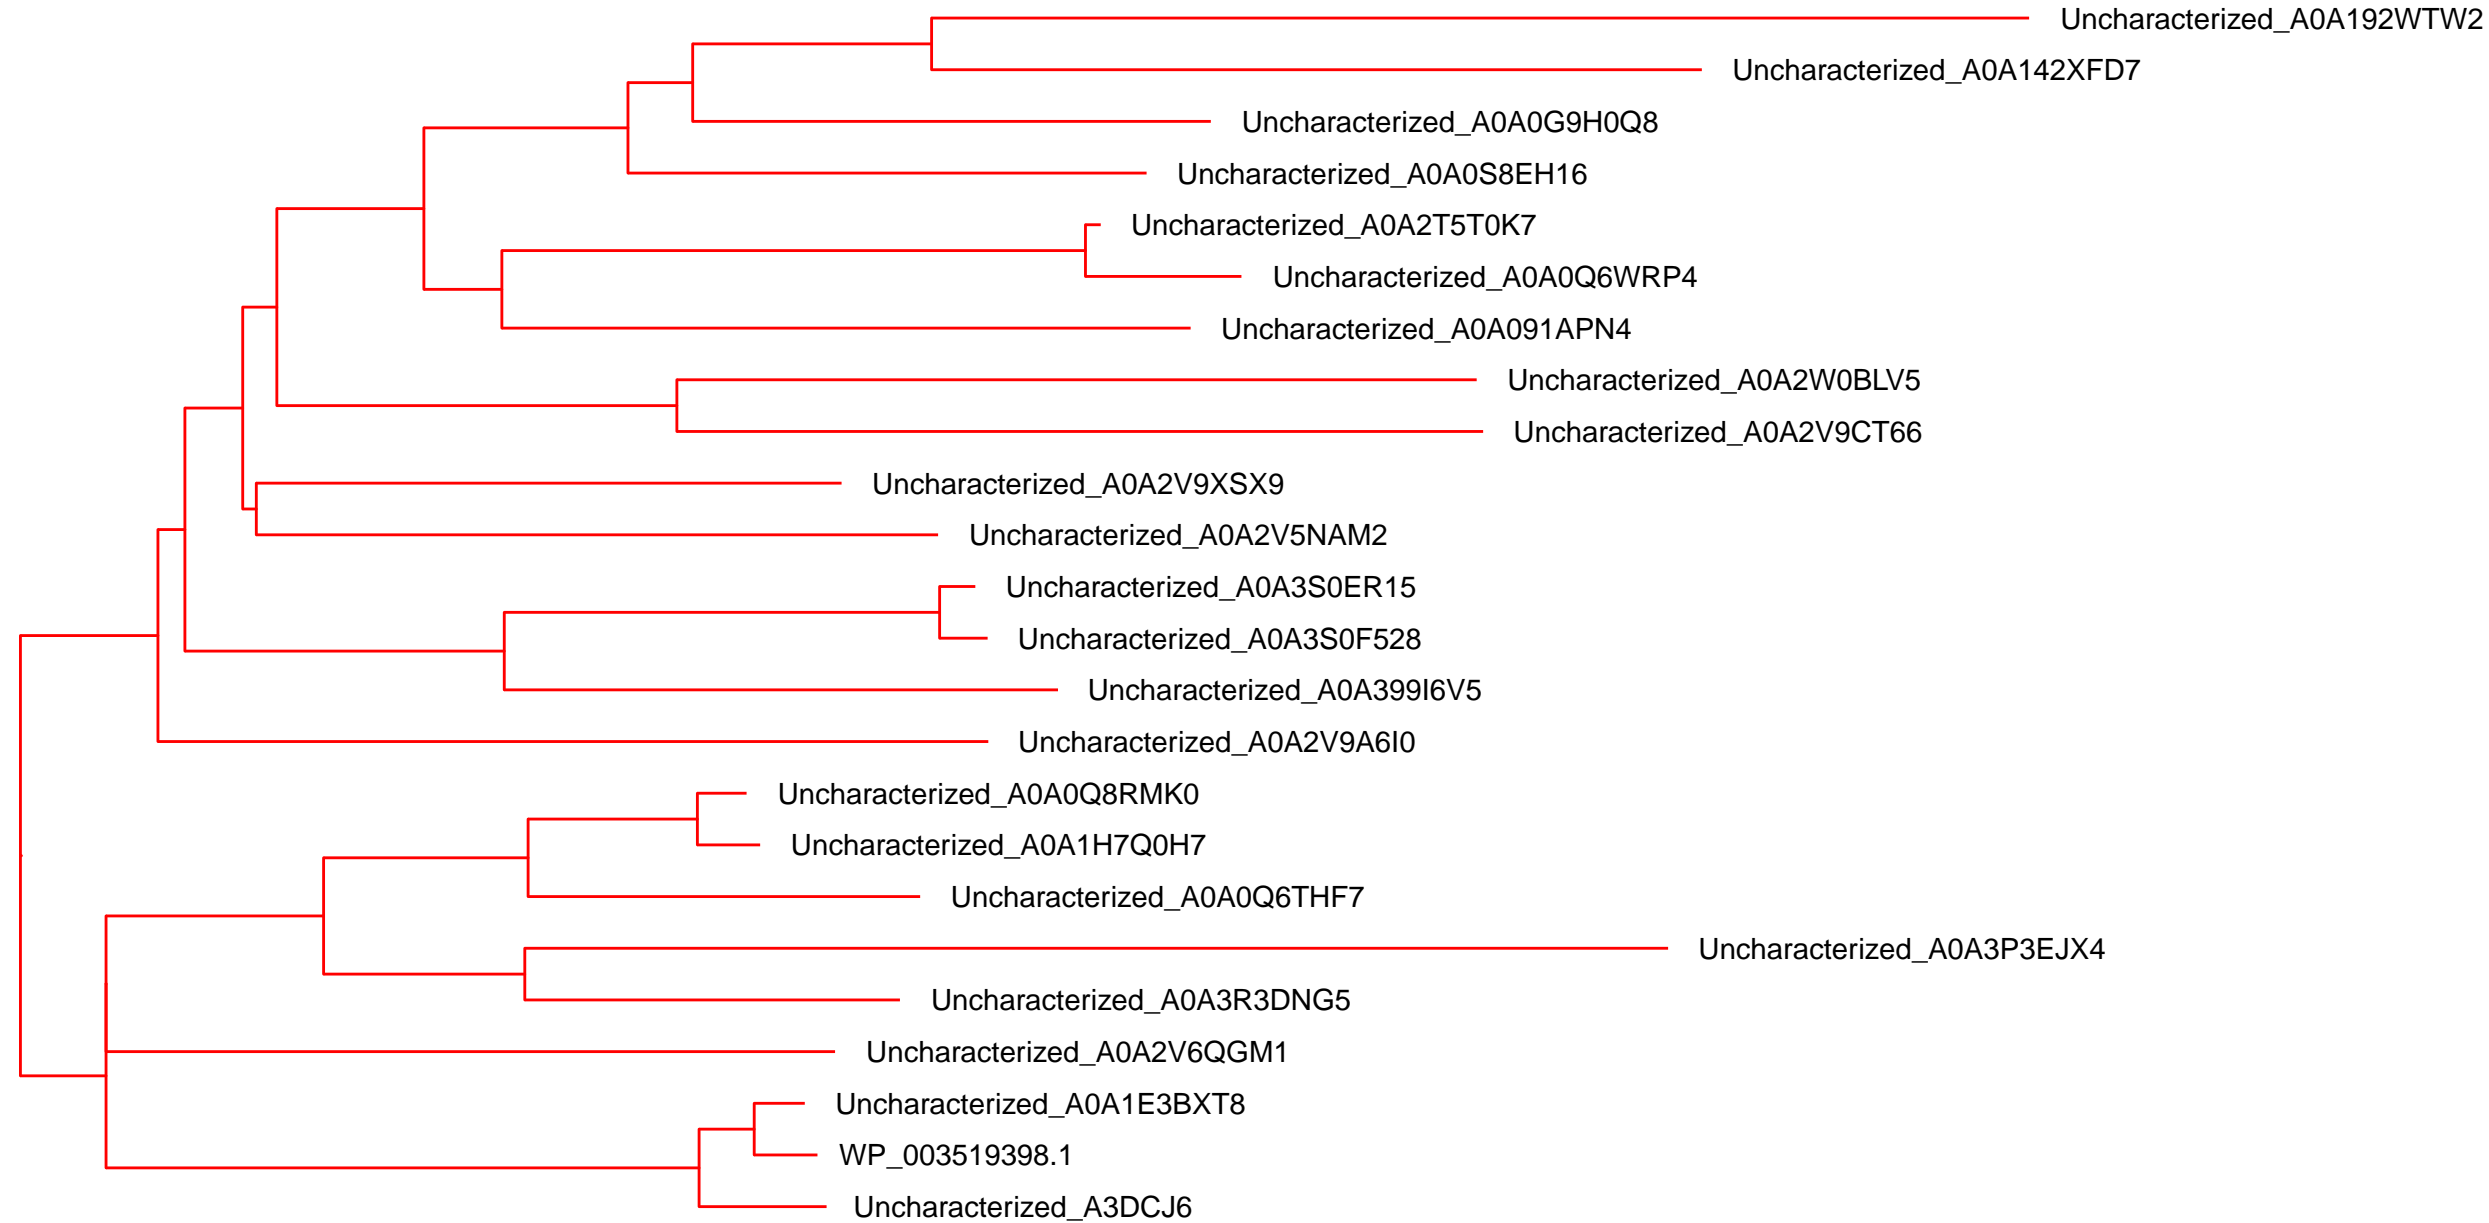 Uncharacterized_A0A192WTW2
Uncharacterized_A0A142XFD7
Uncharacterized_A0A0G9H0Q8
Uncharacterized_A0A0S8EH16
Uncharacterized_A0A2T5T0K7
Uncharacterized_A0A0Q6WRP4
Uncharacterized_A0A091APN4
Uncharacterized_A0A2W0BLV5
Uncharacterized_A0A2V9CT66
Uncharacterized_A0A2V9XSX9
Uncharacterized_A0A2V5NAM2
Uncharacterized_A0A3S0ER15
Uncharacterized_A0A3S0F528
Uncharacterized_A0A399I6V5
Uncharacterized_A0A2V9A6I0
Uncharacterized_A0A0Q8RMK0
Uncharacterized_A0A1H7Q0H7
Uncharacterized_A0A0Q6THF7
Uncharacterized_A0A3P3EJX4
Uncharacterized_A0A3R3DNG5
Uncharacterized_A0A2V6QGM1
Uncharacterized_A0A1E3BXT8
WP_003519398.1
Uncharacterized_A3DCJ6